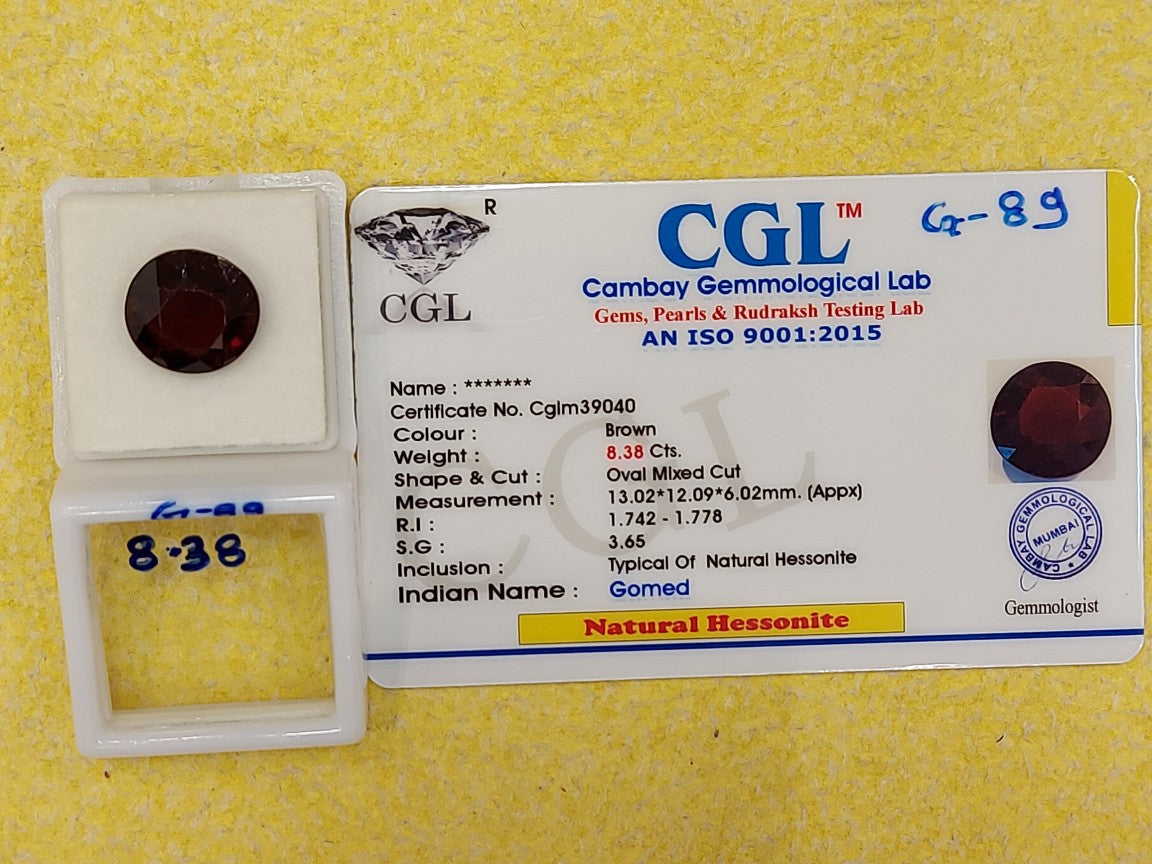 R
CGL
CGL™
G-89
Cambay Gemmological Lab
Gems, Pearls & Rudraksh Testing Lab
AN ISO 9001:2015
Name : *******
Certificate No. Cglm39040
Colour : Brown
Weight : 8.38 Cts.
Shape & Cut : Oval Mixed Cut
Measurement : 13.02*12.09*6.02mm. (Appx)
R.I : 1.742 - 1.778
S.G : 3.65
Inclusion : Typical Of Natural Hessonite
Indian Name : Gomed
Natural Hessonite
CGL
CAMBAY GEMMOLOGICAL LAB
MUMBAI
Gemmologist
8.38